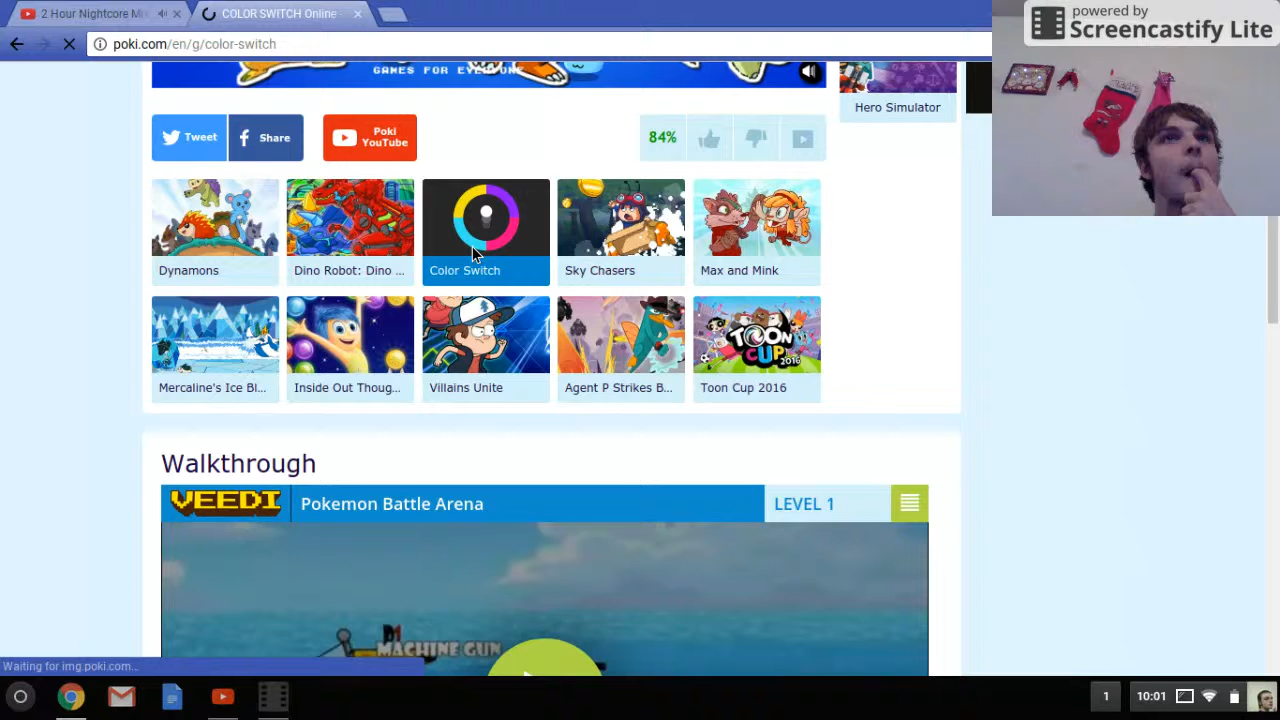 2 Hour Nightcore Mi
COLOR SWITCH Online
powered by
Screencastify Lite
poki.com/en/g/color-switch
GAMES FOR EVERYONE
Hero Simulator
Tweet
Share
Poki
YouTube
84%
Dynamons
Dino Robot: Dino ...
Color Switch
Sky Chasers
Max and Mink
TOON
CUP
2016
Mercaline's Ice Bl...
Inside Out Thoug...
Villains Unite
Agent P Strikes B...
Toon Cup 2016
Walkthrough
VEEDI
Pokemon Battle Arena
LEVEL 1
MACHINE GUN
Waiting for img.poki.com...
1
10:01